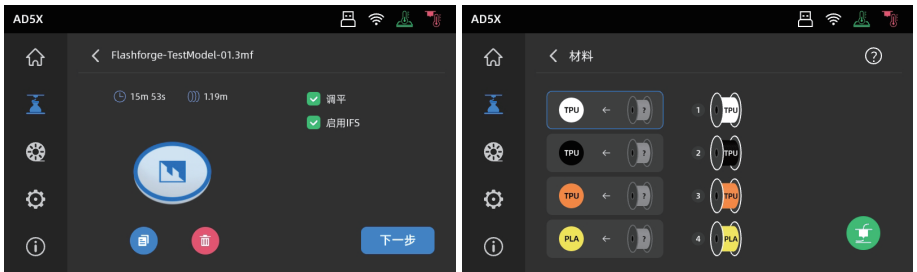 AD5X
Flashforge-TestModel-01.3mf
15m 53s 1.19m
调平
启用IFS
下一步
AD5X
材料
?
TPU ← ? 1 TPU
TPU ← ? 2 TPU
TPU ← ? 3 TPU
PLA ← ? 4 PLA